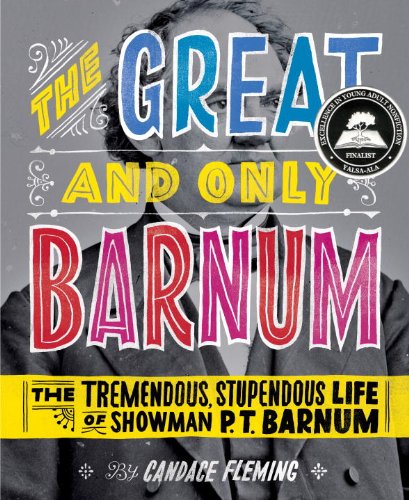 THE
GREAT
AND ONLY
BARNUM
EXCELLENCE IN YOUNG ADULT NONFICTION
FINALIST
YALSA-ALA
THE TREMENDOUS, STUPENDOUS LIFE
OF SHOWMAN P.T. BARNUM
BY CANDACE FLEMING